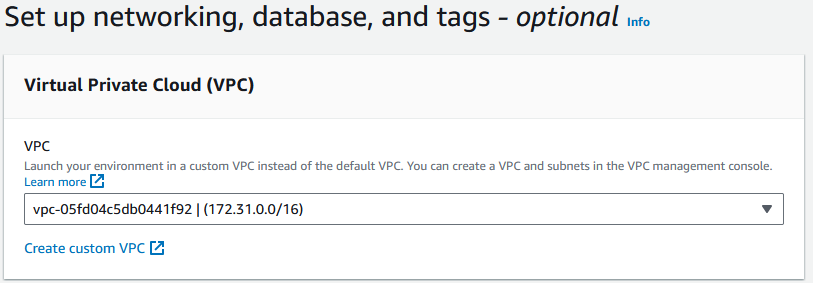 Set up networking, database, and tags - optional Info
Virtual Private Cloud (VPC)
VPC
Launch your environment in a custom VPC instead of the default VPC. You can create a VPC and subnets in the VPC management console.
Learn more
vpc-05fd04c5db0441f92 | (172.31.0.0/16)
Create custom VPC